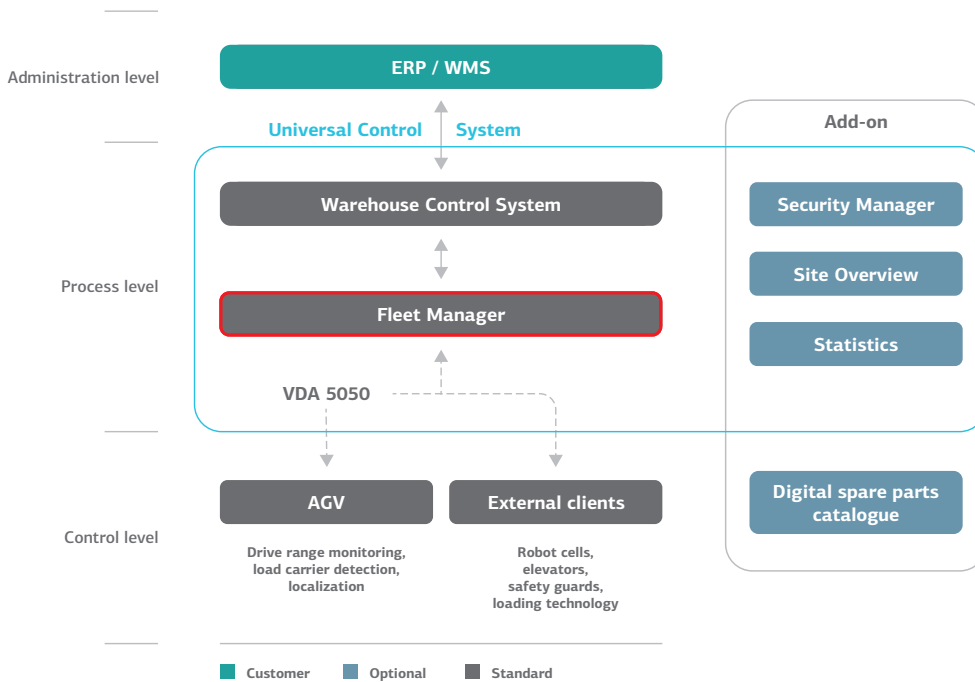 Administration level
ERP / WMS
Universal Control System
Add-on
Process level
Warehouse Control System
Fleet Manager
VDA 5050
Security Manager
Site Overview
Statistics
Control level
AGV
Drive range monitoring,
load carrier detection,
localization
External clients
Robot cells,
elevators,
safety guards,
loading technology
Digital spare parts
catalogue
Customer
Optional
Standard